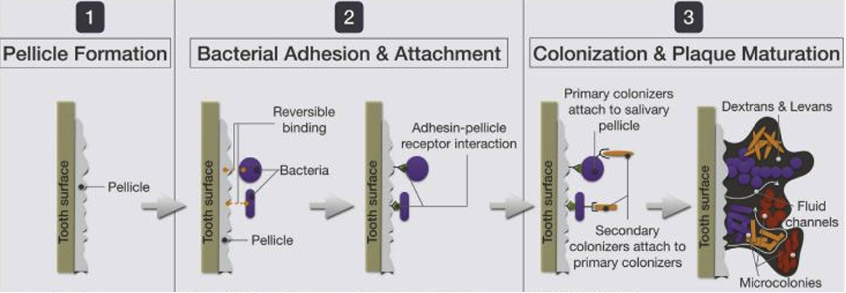 1
Pellicle Formation
Tooth surface
Pellicle
2
Bacterial Adhesion & Attachment
Tooth surface
Reversible
binding
Bacteria
Pellicle
Tooth surface
Adhesin-pellicle
receptor interaction
3
Colonization & Plaque Maturation
Primary colonizers
attach to salivary
pellicle
Tooth surface
Secondary
colonizers attach to
primary colonizers
Tooth surface
Dextrans & Levans
Fluid
channels
Microcolonies